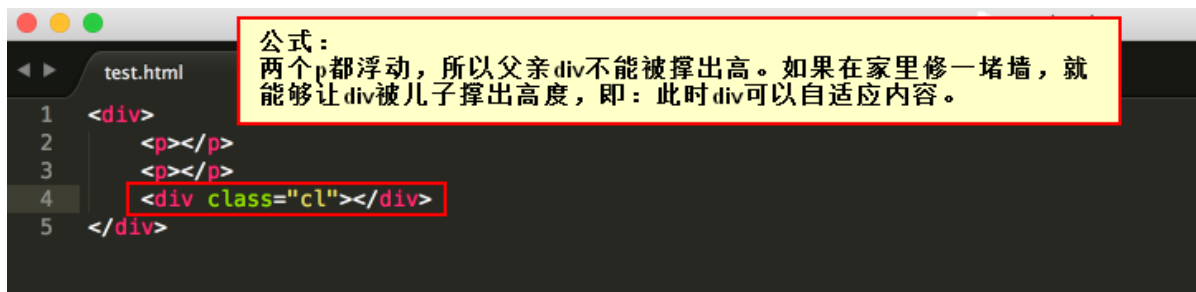 公式：
两个p都浮动，所以父亲div不能被撑出高。如果在家里修一堵墙，就
能够让div被儿子撑出高度，即：此时div可以自适应内容。
test.html
1 <div>
2     <p></p>
3     <p></p>
4     <div class="cl"></div>
5 </div>